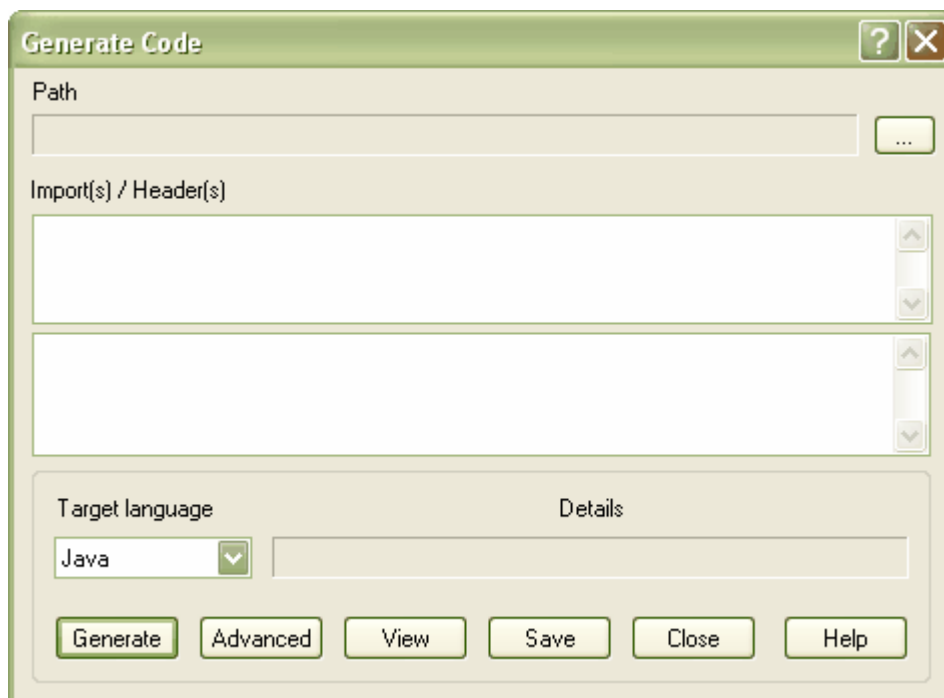 Generate Code
?
Path
...
Import(s) / Header(s)
Target language Details
Java
Generate Advanced View Save Close Help